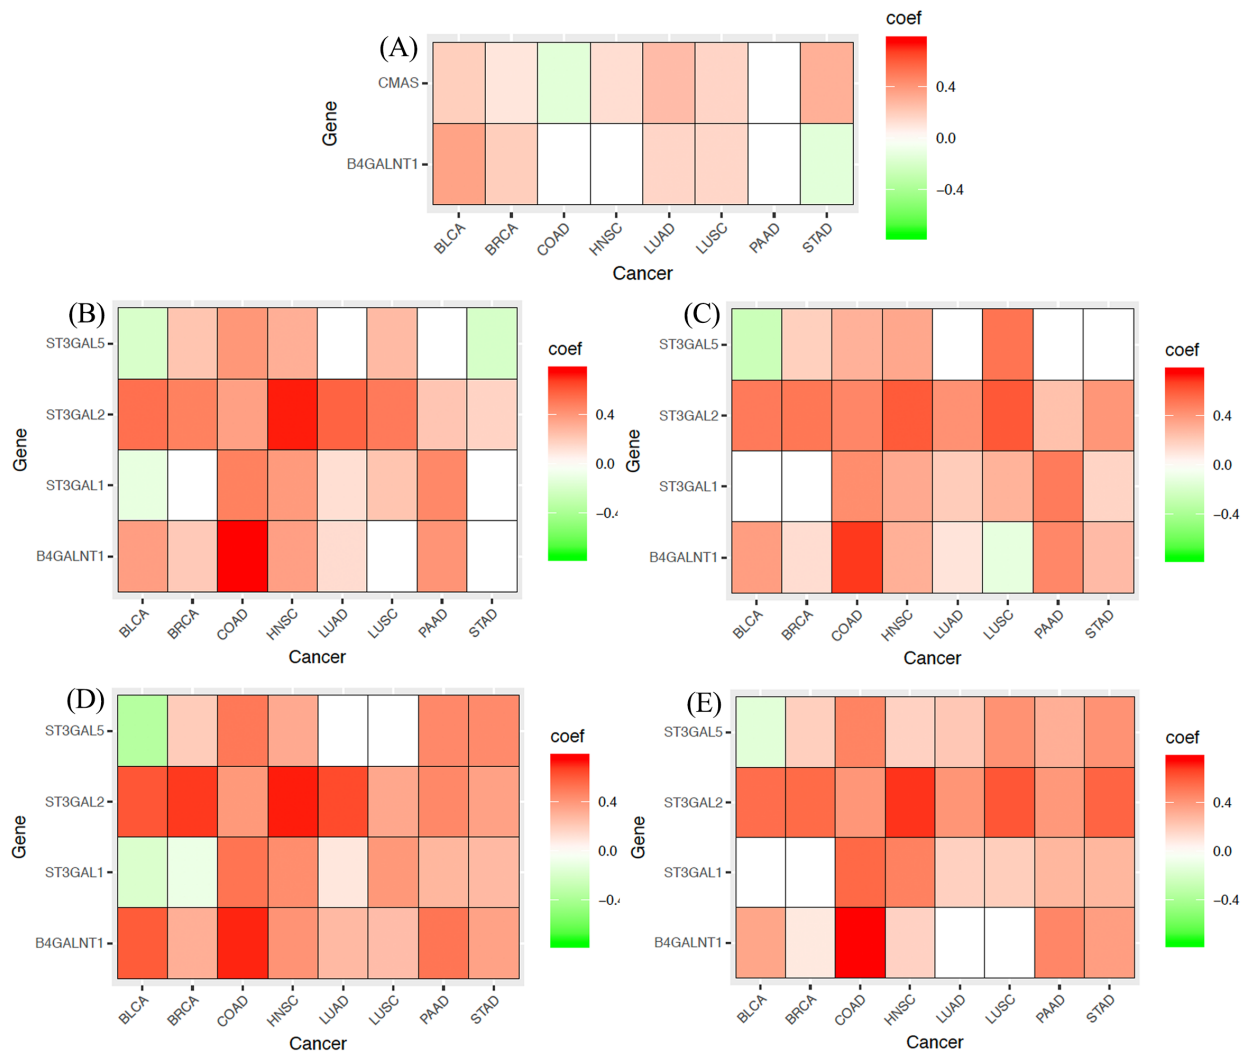 (A)
coef
CMAS
B4GALNT1
Gene
0.4
0.0
−0.4
BLCA BRCA COAD HNSC LUAD LUSC PAAD STAD
Cancer
(B)
coef
ST3GAL5
ST3GAL2
ST3GAL1
B4GALNT1
Gene
0.4
0.0
−0.4
BLCA BRCA COAD HNSC LUAD LUSC PAAD STAD
Cancer
(C)
coef
ST3GAL5
ST3GAL2
ST3GAL1
B4GALNT1
Gene
0.4
0.0
−0.4
BLCA BRCA COAD HNSC LUAD LUSC PAAD STAD
Cancer
(D)
coef
ST3GAL5
ST3GAL2
ST3GAL1
B4GALNT1
Gene
0.4
0.0
−0.4
BLCA BRCA COAD HNSC LUAD LUSC PAAD STAD
Cancer
(E)
coef
ST3GAL5
ST3GAL2
ST3GAL1
B4GALNT1
Gene
0.4
0.0
−0.4
BLCA BRCA COAD HNSC LUAD LUSC PAAD STAD
Cancer